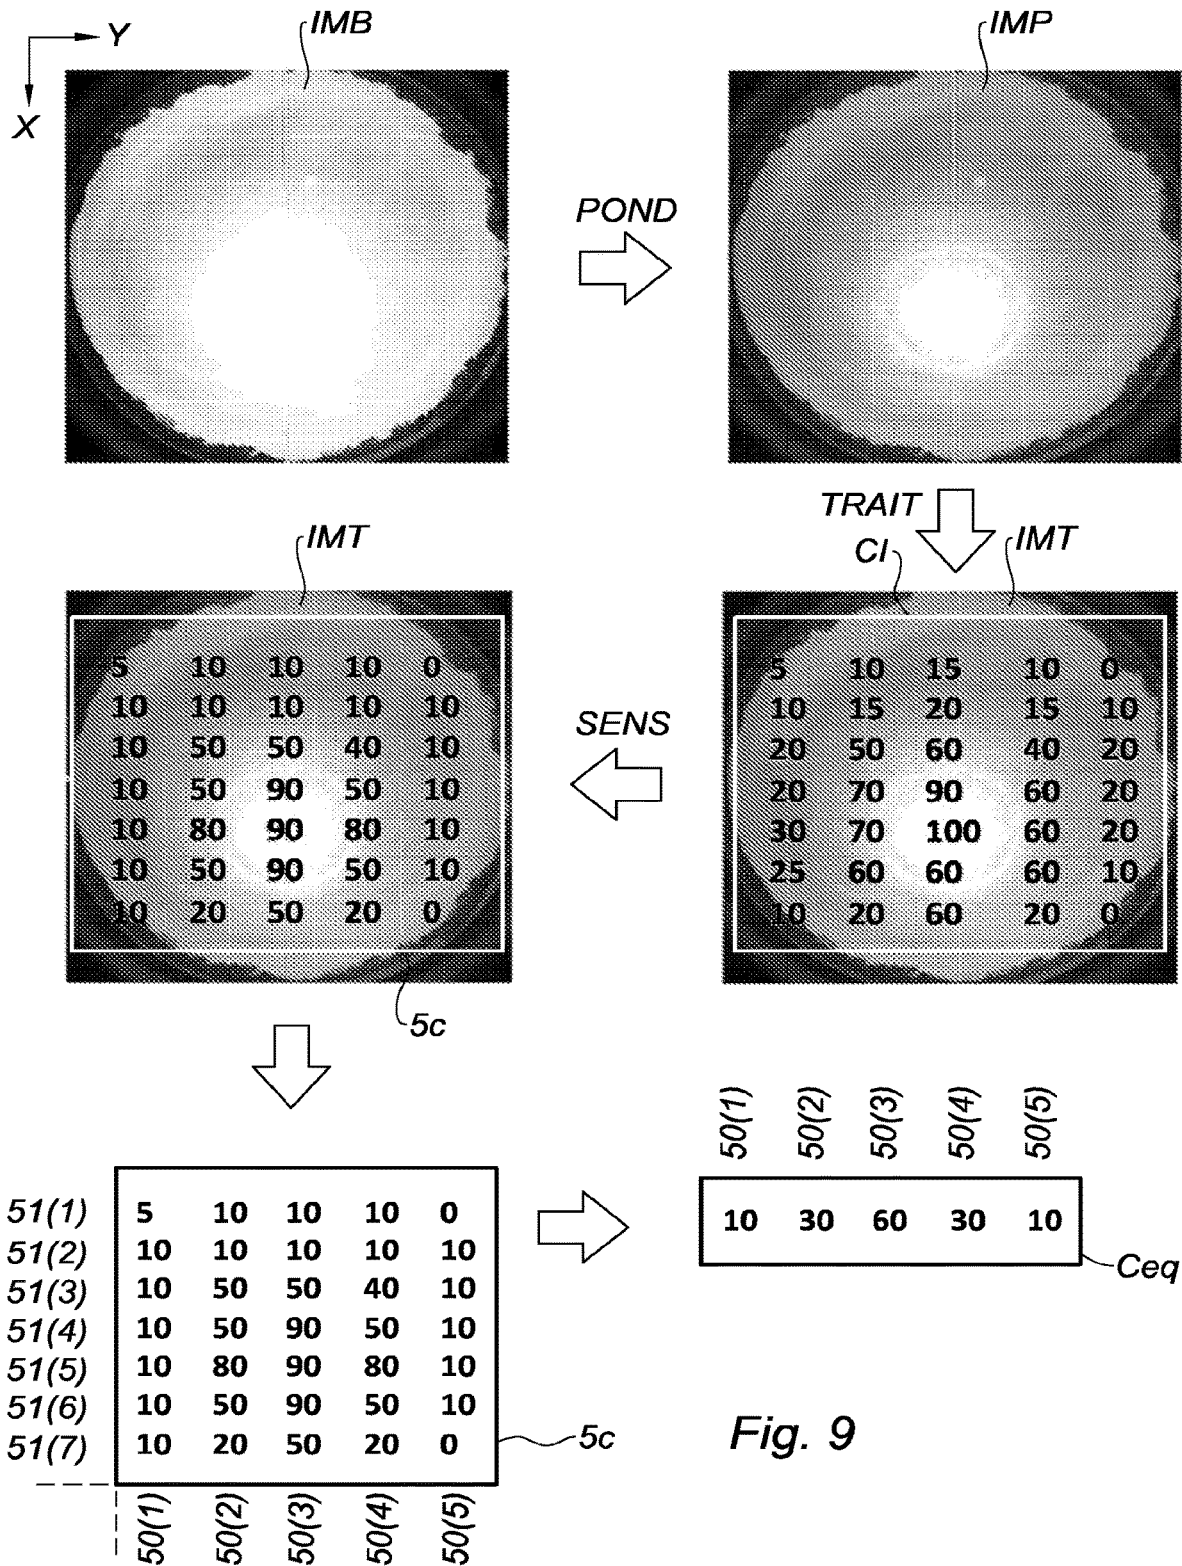 IMB
IMP
Y
X
POND
TRAIT
IMT
CI
IMT
5 10 10 10 0
10 10 10 10 10
10 50 50 40 10
10 50 90 50 10
10 80 90 80 10
10 50 90 50 10
10 20 50 20 0
SENS
5 10 15 10 0
10 15 20 15 10
20 50 60 40 20
20 70 90 60 20
30 70 100 60 20
25 60 60 60 10
10 20 60 20 0
5c
50(1) 50(2) 50(3) 50(4) 50(5)
10 30 60 30 10
Ceq
51(1) 5 10 10 10 0
51(2) 10 10 10 10 10
51(3) 10 50 50 40 10
51(4) 10 50 90 50 10
51(5) 10 80 90 80 10
51(6) 10 50 90 50 10
51(7) 10 20 50 20 0
5c
50(1) 50(2) 50(3) 50(4) 50(5)
Fig. 9